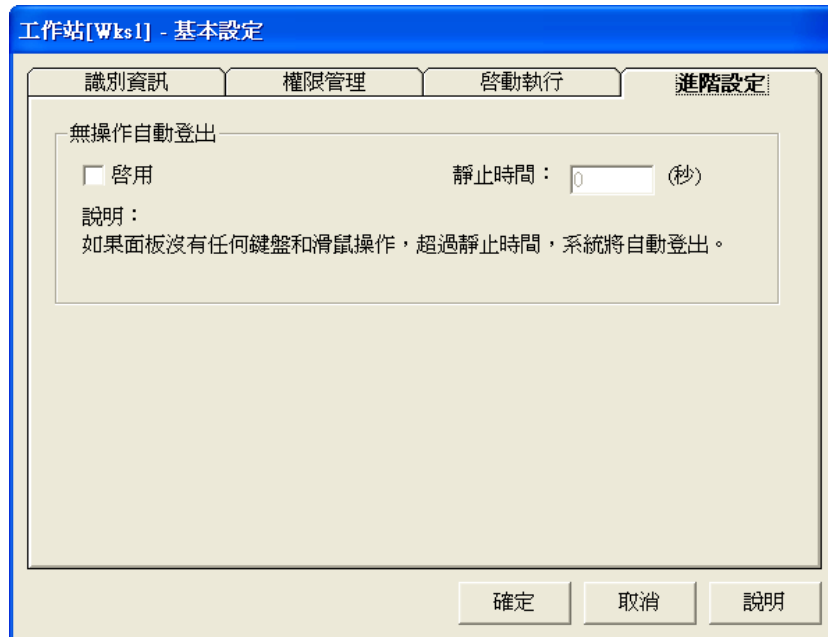 工作站[Wks1] - 基本設定
識別資訊 權限管理 啓動執行 進階設定
無操作自動登出
啓用 靜止時間： 0 (秒)
說明：
如果面板沒有任何鍵盤和滑鼠操作，超過靜止時間，系統將自動登出。
確定 取消 說明